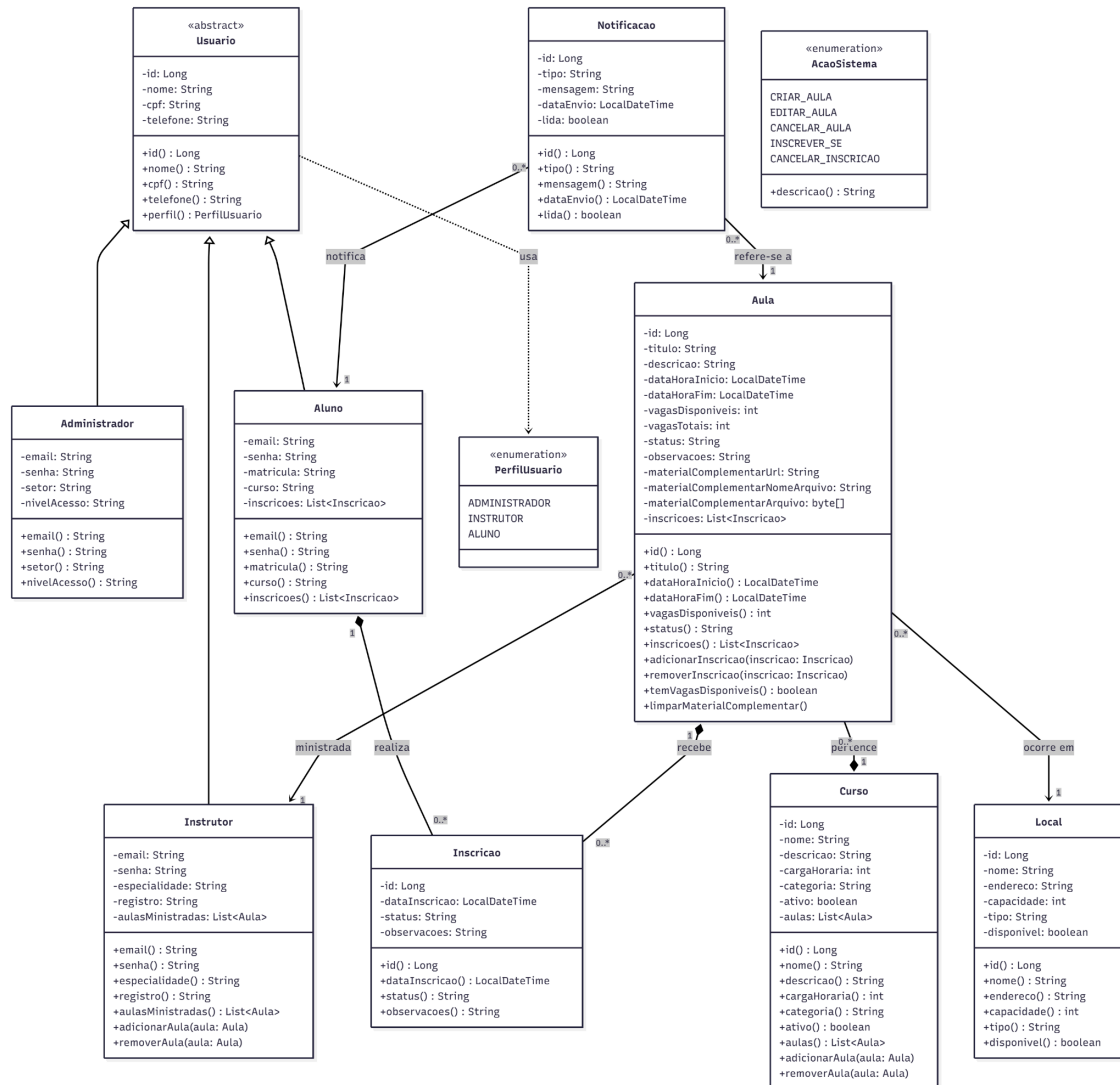 «abstract»
Usuario
-id: Long
-nome: String
-cpf: String
-telefone: String
+id() : Long
+nome() : String
+cpf() : String
+telefone() : String
+perfil() : PerfilUsuario
Notificacao
-id: Long
-tipo: String
-mensagem: String
-dataEnvio: LocalDateTime
-lida: boolean
+id() : Long
+tipo() : String
+mensagem() : String
+dataEnvio() : LocalDateTime
+lida() : boolean
«enumeration»
AcaoSistema
CRIAR_AULA
EDITAR_AULA
CANCELAR_AULA
INSCREVER_SE
CANCELAR_INSCRICAO
+descricao() : String
0..*
notifica
1
usa
0..*
refere-se a
1
Administrador
-email: String
-senha: String
-setor: String
-nivelAcesso: String
+email() : String
+senha() : String
+setor() : String
+nivelAcesso() : String
Aluno
-email: String
-senha: String
-matricula: String
-curso: String
-inscricoes: List<Inscricao>
+email() : String
+senha() : String
+matricula() : String
+curso() : String
+inscricoes() : List<Inscricao>
«enumeration»
PerfilUsuario
ADMINISTRADOR
INSTRUTOR
ALUNO
Aula
-id: Long
-titulo: String
-descricao: String
-dataHoraInicio: LocalDateTime
-dataHoraFim: LocalDateTime
-vagasDisponiveis: int
-vagasTotais: int
-status: String
-observacoes: String
-materialComplementarUrl: String
-materialComplementarNomeArquivo: String
-materialComplementarArquivo: byte[]
-inscricoes: List<Inscricao>
+id() : Long
+titulo() : String
+dataHoraInicio() : LocalDateTime
+dataHoraFim() : LocalDateTime
+vagasDisponiveis() : int
+status() : String
+inscricoes() : List<Inscricao>
+adicionarInscricao(inscricao: Inscricao)
+removerInscricao(inscricao: Inscricao)
+temVagasDisponiveis() : boolean
+limparMaterialComplementar()
0..*
ministrada
1
1
realiza
0..*
1
recebe
0..*
0..*
pertence
1
0..*
ocorre em
1
Instrutor
-email: String
-senha: String
-especialidade: String
-registro: String
-aulasMinistradas: List<Aula>
+email() : String
+senha() : String
+especialidade() : String
+registro() : String
+aulasMinistradas() : List<Aula>
+adicionarAula(aula: Aula)
+removerAula(aula: Aula)
Inscricao
-id: Long
-dataInscricao: LocalDateTime
-status: String
-observacoes: String
+id() : Long
+dataInscricao() : LocalDateTime
+status() : String
+observacoes() : String
Curso
-id: Long
-nome: String
-descricao: String
-cargaHoraria: int
-categoria: String
-ativo: boolean
-aulas: List<Aula>
+id() : Long
+nome() : String
+descricao() : String
+cargaHoraria() : int
+categoria() : String
+ativo() : boolean
+aulas() : List<Aula>
+adicionarAula(aula: Aula)
+removerAula(aula: Aula)
Local
-id: Long
-nome: String
-endereco: String
-capacidade: int
-tipo: String
-disponivel: boolean
+id() : Long
+nome() : String
+endereco() : String
+capacidade() : int
+tipo() : String
+disponivel() : boolean